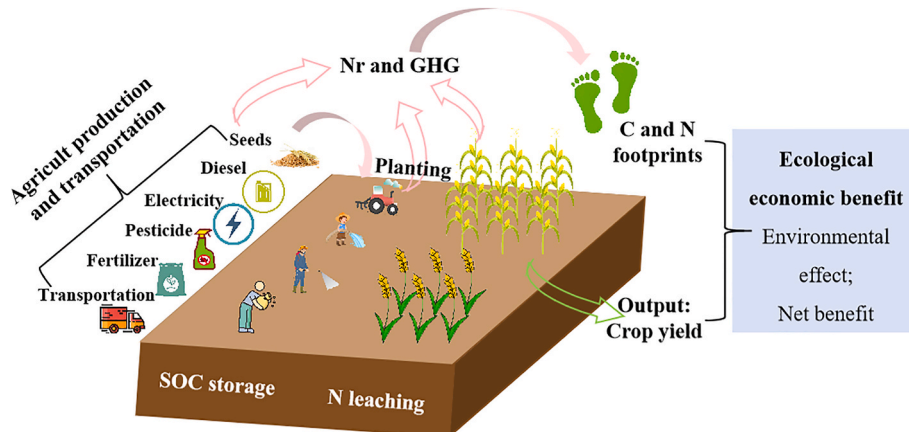 Agricult production
and transportation
Seeds
Diesel
Electricity
Pesticide
Fertilizer
Transportation
Nr and GHG
Planting
C and N
footprints
Output:
Crop yield
SOC storage
N leaching
Ecological
economic benefit
Environmental
effect;
Net benefit